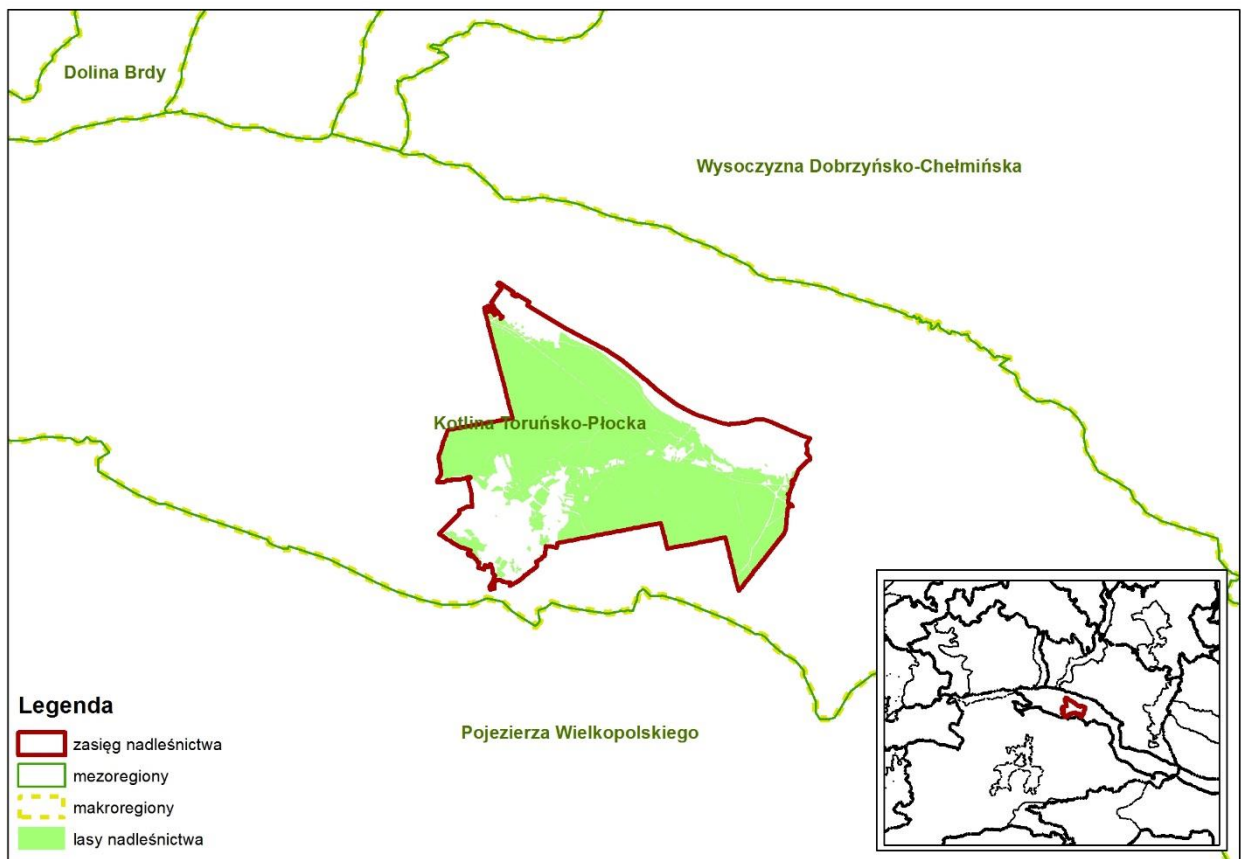 Dolina Brdy
Wysoczyzna Dobrzyńsko-Chełmińska
Kotlina Toruńsko-Płocka
Pojezierza Wielkopolskiego
Legenda
zasięg nadleśnictwa
mezoregiony
makroregiony
lasy nadleśnictwa